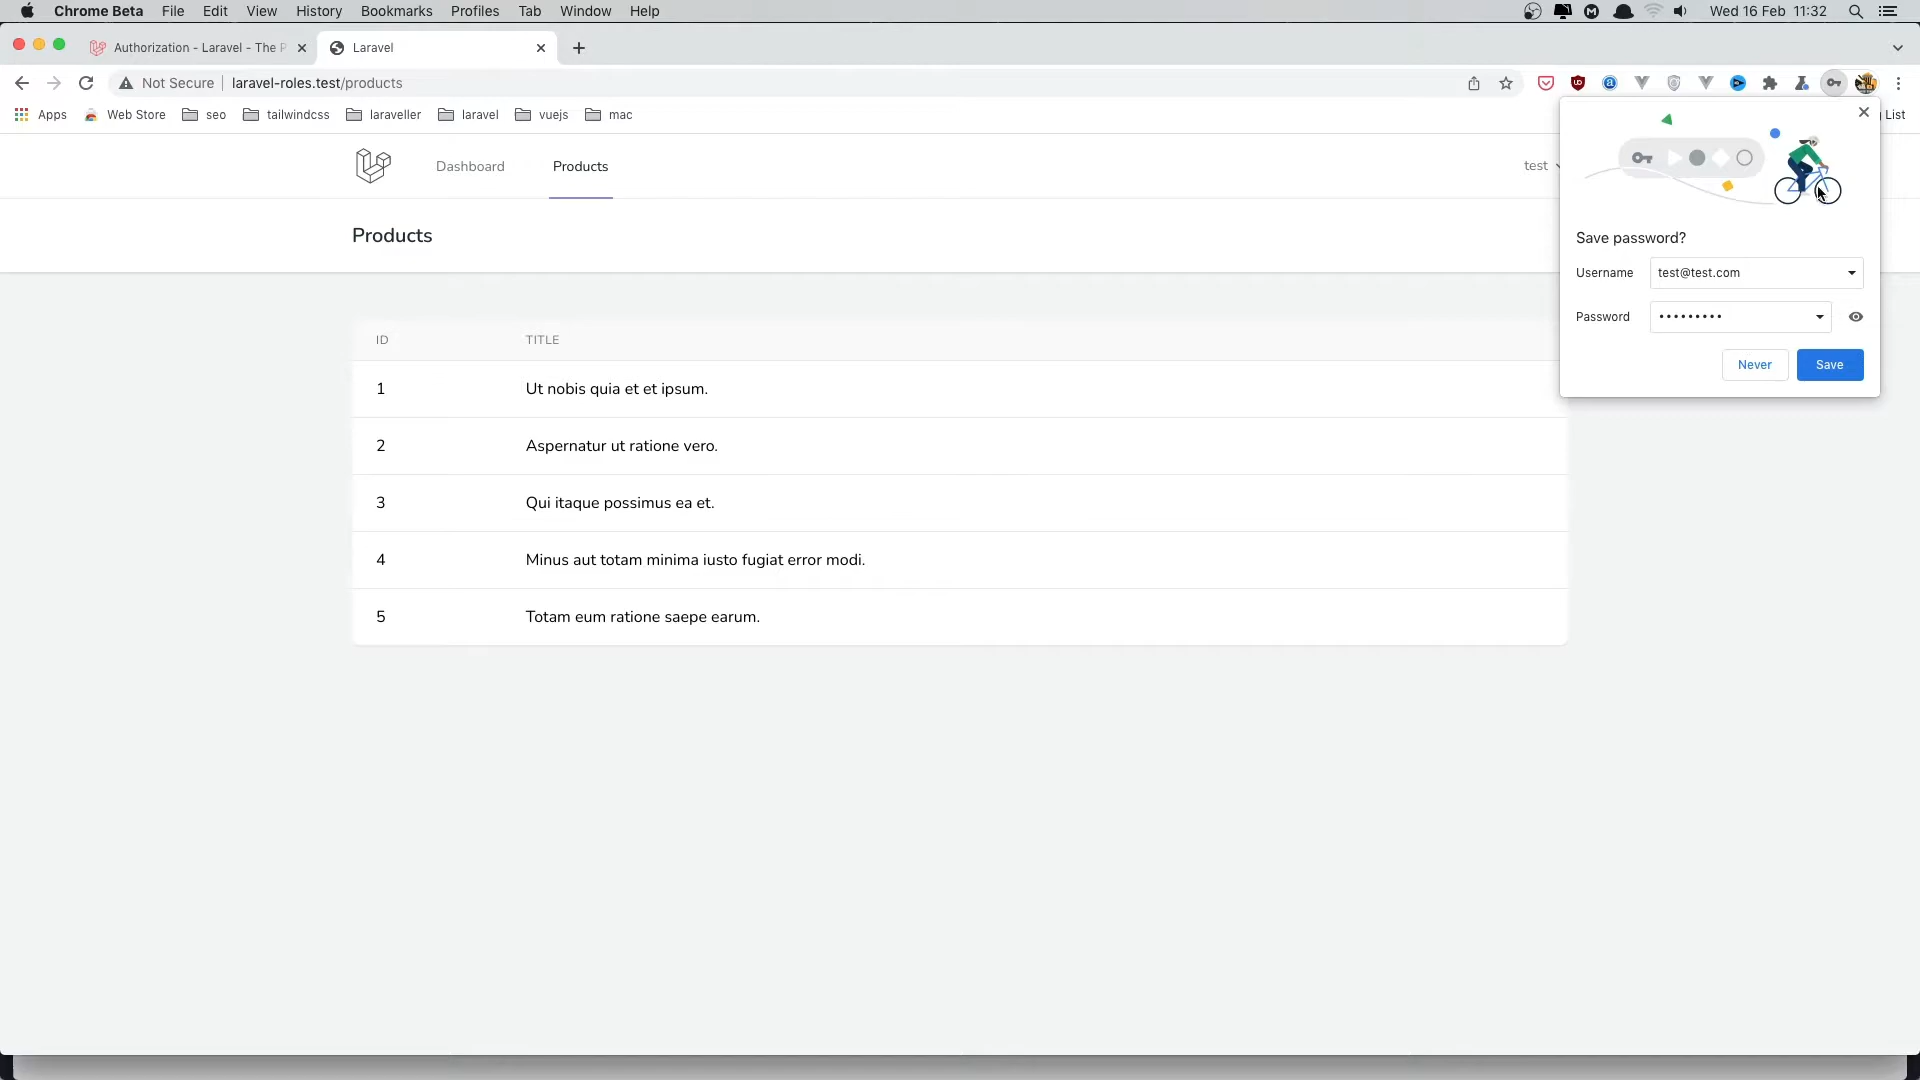 Chrome Beta File Edit View History Bookmarks Profiles Tab Window Help Wed 16 Feb 11:32
Authorization - Laravel - The P Laravel
Not Secure laravel-roles.test/products
Apps Web Store seo tailwindcss laraveller laravel vuejs mac List
Dashboard Products test
Products
ID TITLE
1 Ut nobis quia et et ipsum.
2 Aspernatur ut ratione vero.
3 Qui itaque possimus ea et.
4 Minus aut totam minima iusto fugiat error modi.
5 Totam eum ratione saepe earum.
Save password?
Username test@test.com
Password •••••••••
Never Save